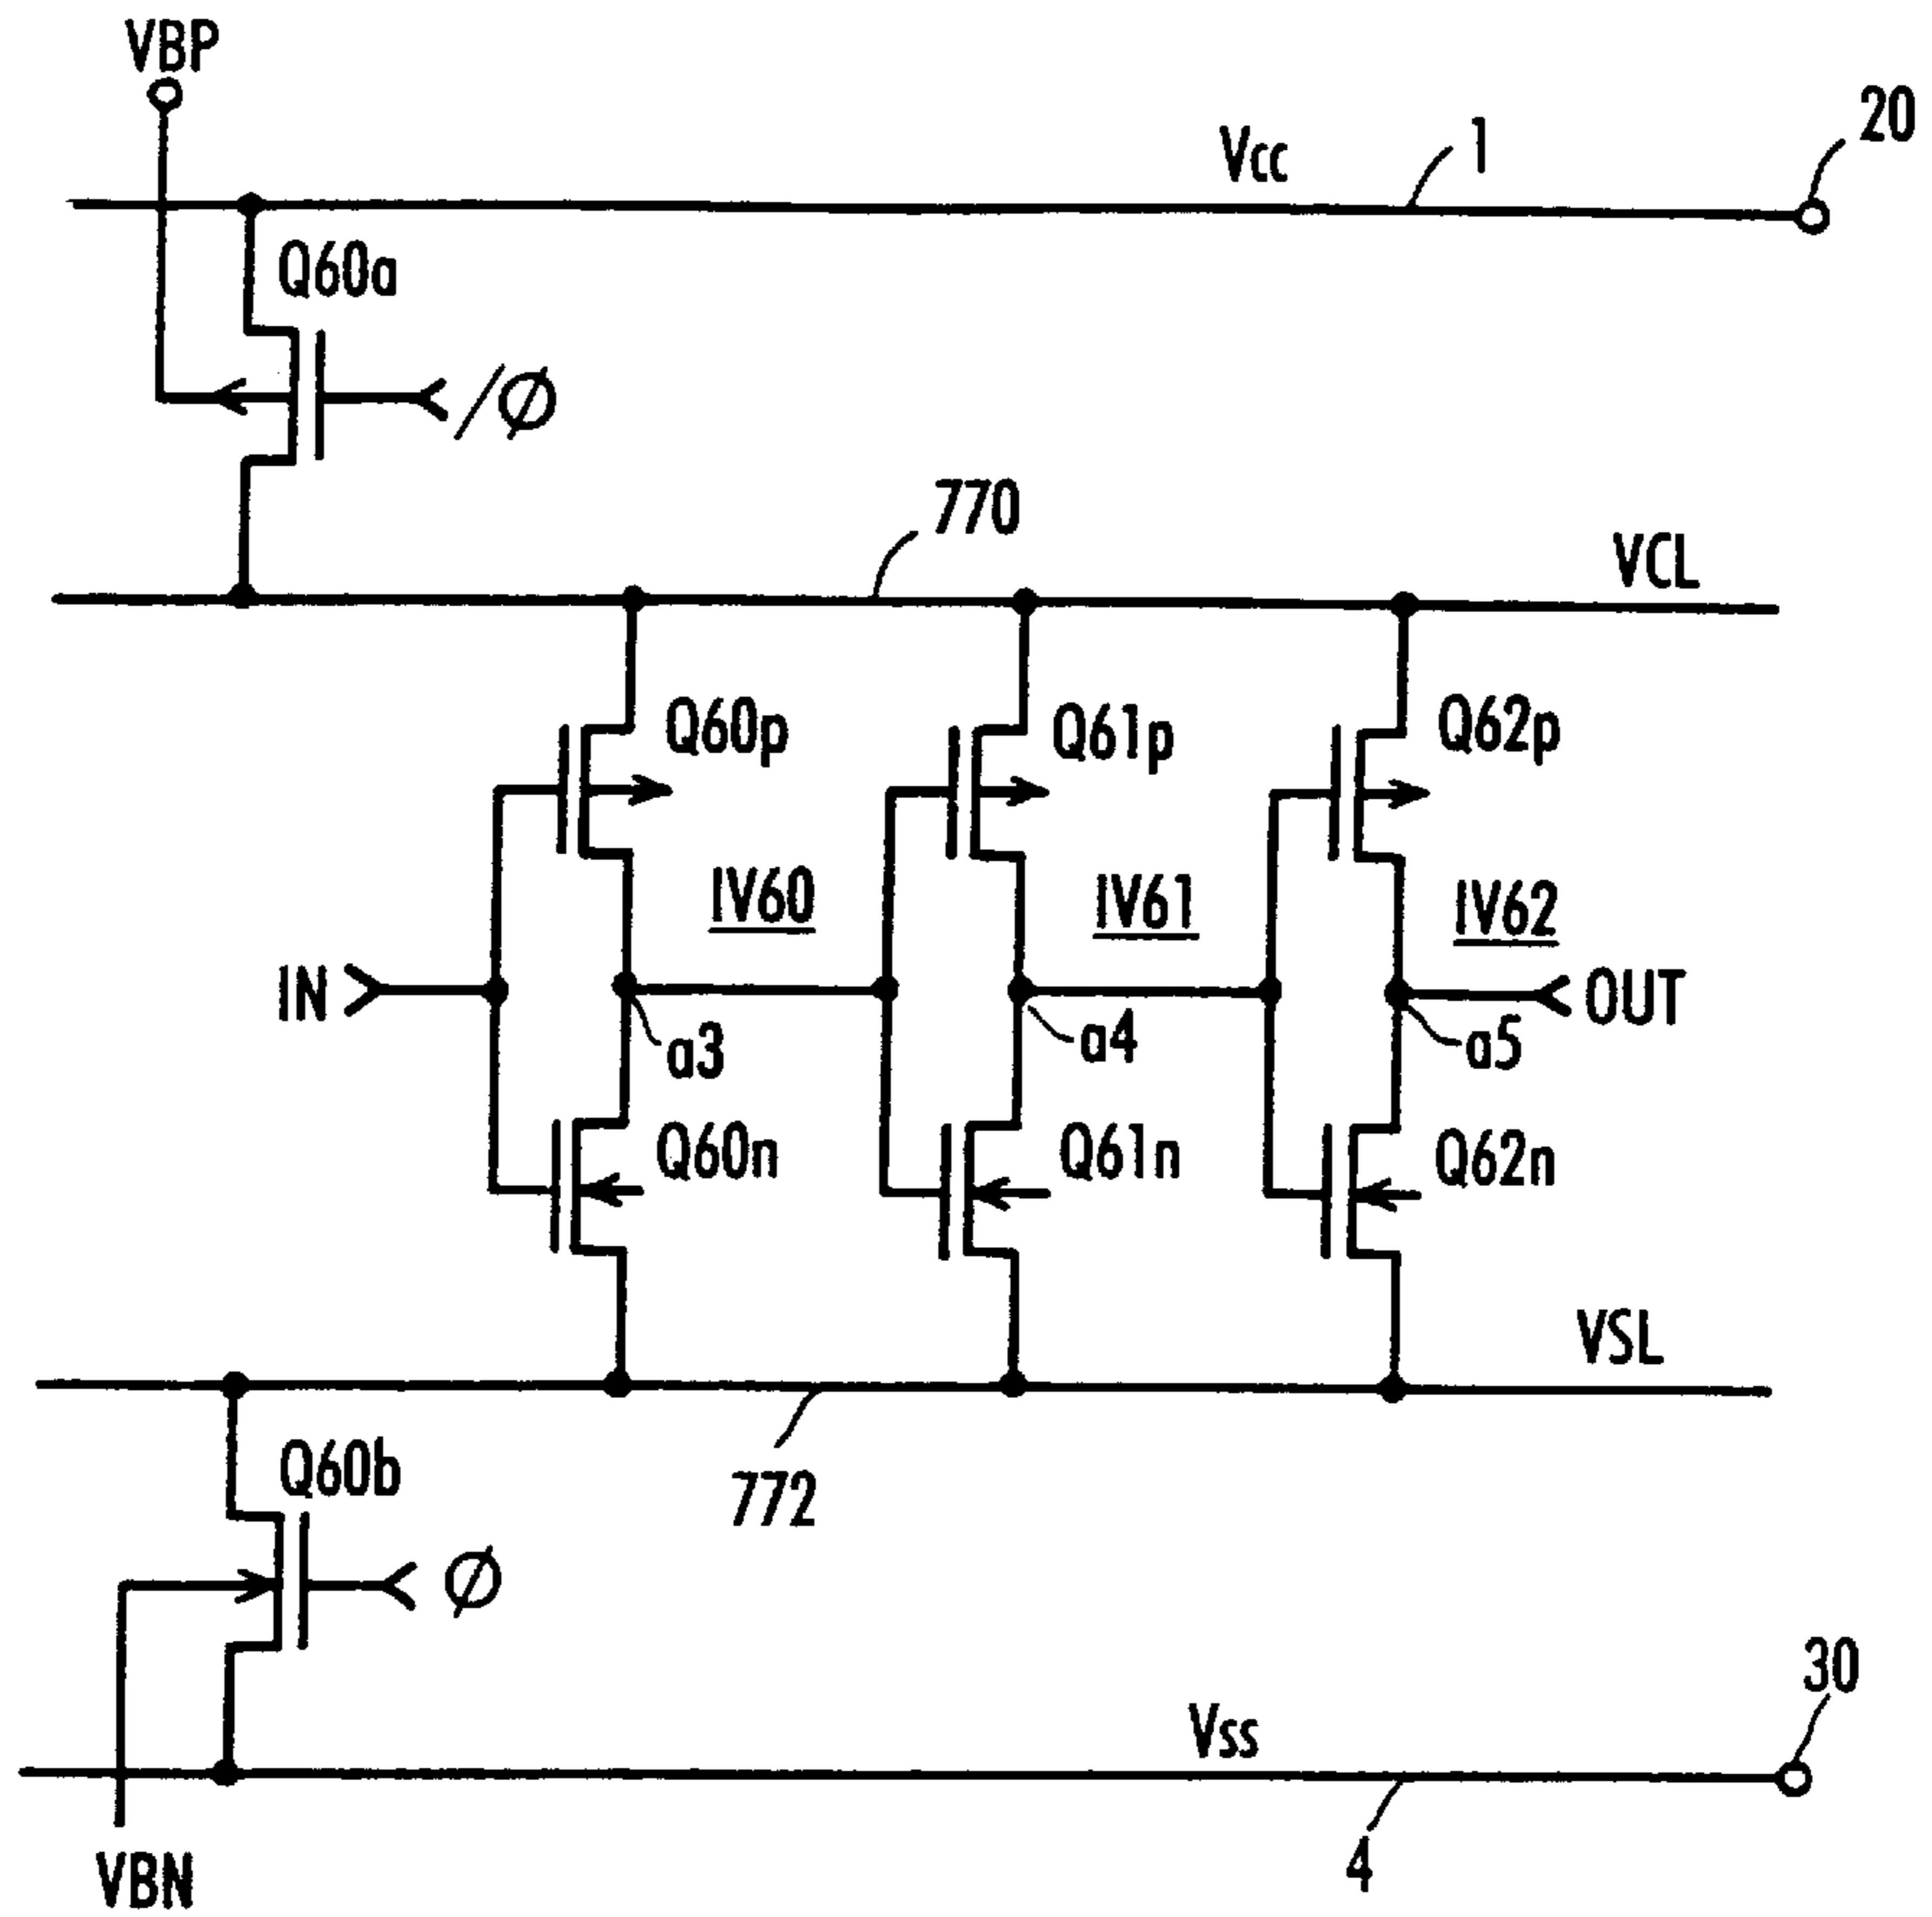 VBP
20
Vcc
1
Q60a
/Ø
770
VCL
Q60p
Q61p
Q62p
IV60
IV61
IV62
IN
OUT
a3
a4
a5
Q60n
Q61n
Q62n
VSL
Q60b
772
Ø
30
Vss
VBN
4